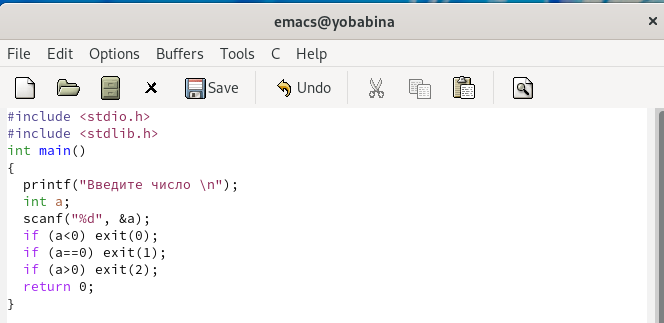 emacs@yobabina
File Edit Options Buffers Tools C Help
Save Undo
#include <stdio.h>
#include <stdlib.h>
int main()
{
  printf("Введите число \n");
  int a;
  scanf("%d", &a);
  if (a<0) exit(0);
  if (a==0) exit(1);
  if (a>0) exit(2);
  return 0;
}